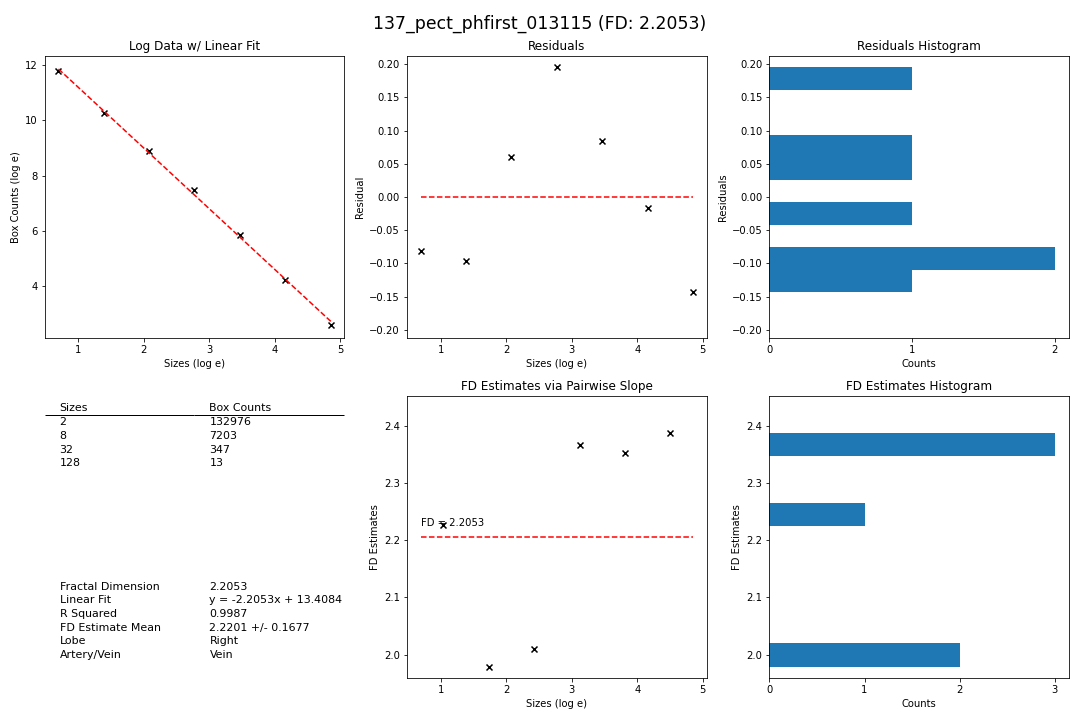 137_pect_phfirst_013115 (FD: 2.2053)
Log Data w/ Linear Fit
12
10
8
6
4
Box Counts (log e)
1 2 3 4 5
Sizes (log e)
Residuals
0.20
0.15
0.10
0.05
0.00
−0.05
−0.10
−0.15
−0.20
Residual
1 2 3 4 5
Sizes (log e)
Residuals Histogram
0.20
0.15
0.10
0.05
0.00
−0.05
−0.10
−0.15
−0.20
Residuals
0 1 2
Counts
Sizes Box Counts
2 132976
8 7203
32 347
128 13
Fractal Dimension 2.2053
Linear Fit y = -2.2053x + 13.4084
R Squared 0.9987
FD Estimate Mean 2.2201 +/- 0.1677
Lobe Right
Artery/Vein Vein
FD Estimates via Pairwise Slope
2.4
2.3
2.2
2.1
2.0
FD Estimates
FD = 2.2053
1 2 3 4 5
Sizes (log e)
FD Estimates Histogram
2.4
2.3
2.2
2.1
2.0
FD Estimates
0 1 2 3
Counts